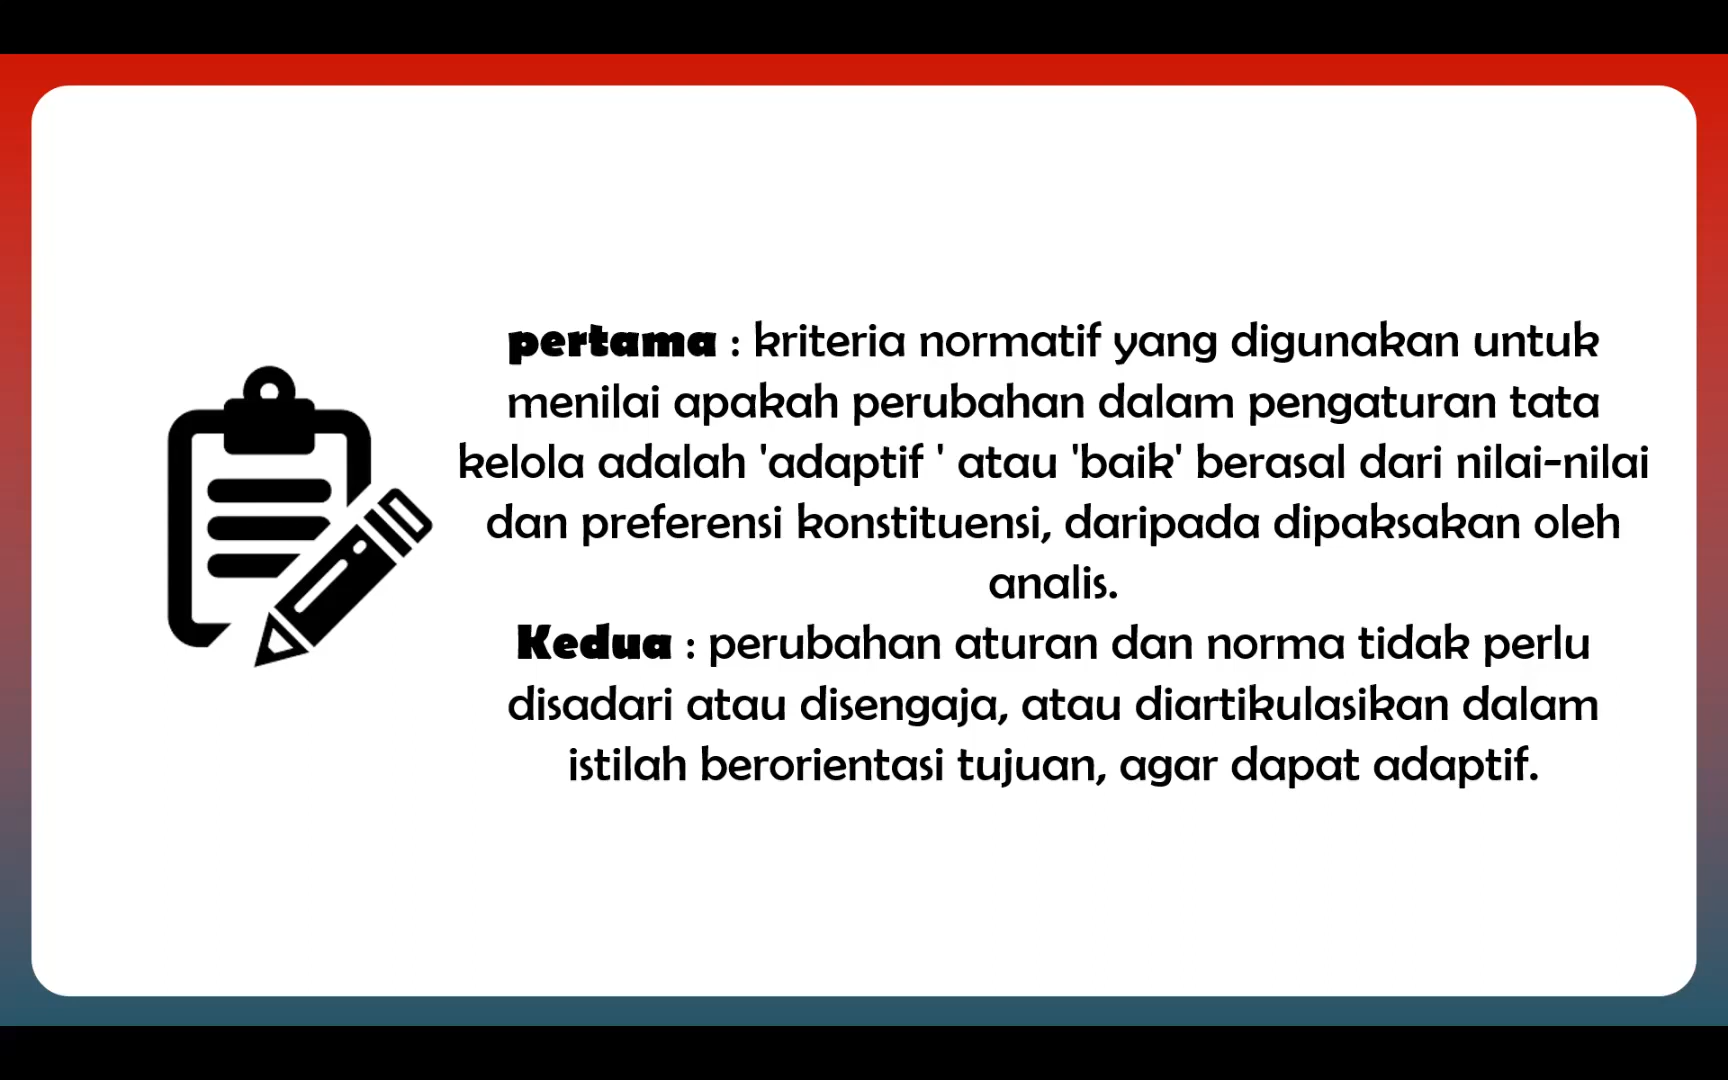 pertama : kriteria normatif yang digunakan untuk
menilai apakah perubahan dalam pengaturan tata
kelola adalah 'adaptif ' atau 'baik' berasal dari nilai-nilai
dan preferensi konstituensi, daripada dipaksakan oleh
analis.
Kedua : perubahan aturan dan norma tidak perlu
disadari atau disengaja, atau diartikulasikan dalam
istilah berorientasi tujuan, agar dapat adaptif.